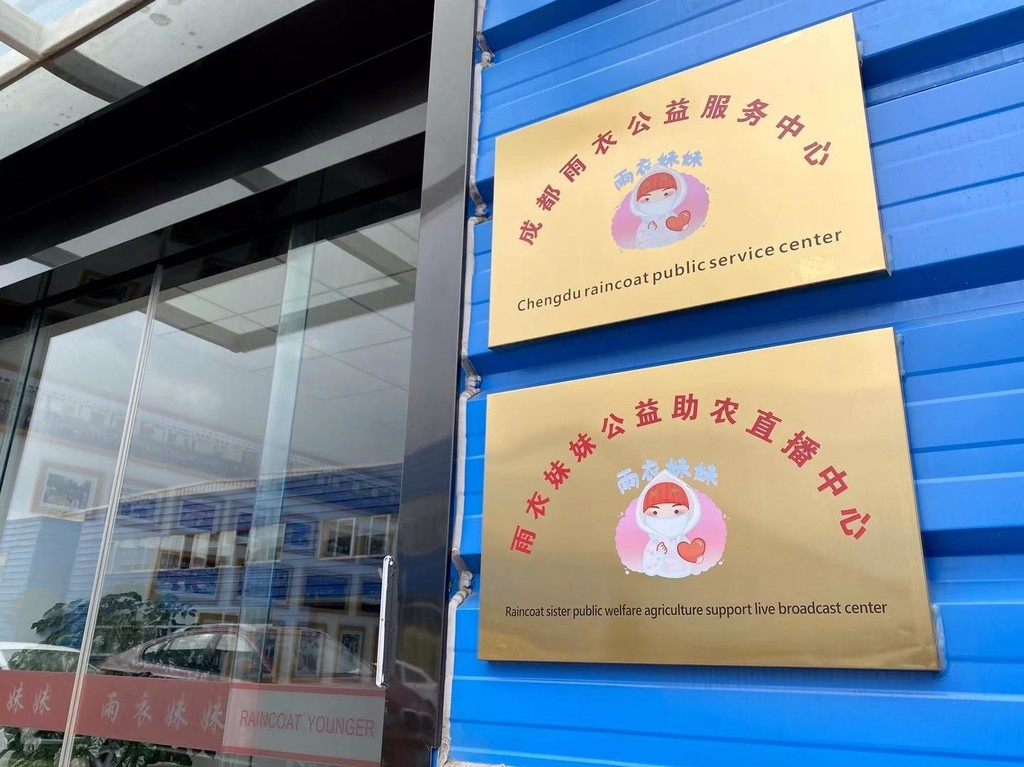 成都雨衣公益服务中心
雨衣妹妹
Chengdu raincoat public service center
雨衣妹妹公益助农直播中心
雨衣妹妹
Raincoat sister public welfare agriculture support live broadcast center
妹妹 雨衣妹妹 RAINCOAT YOUNGER